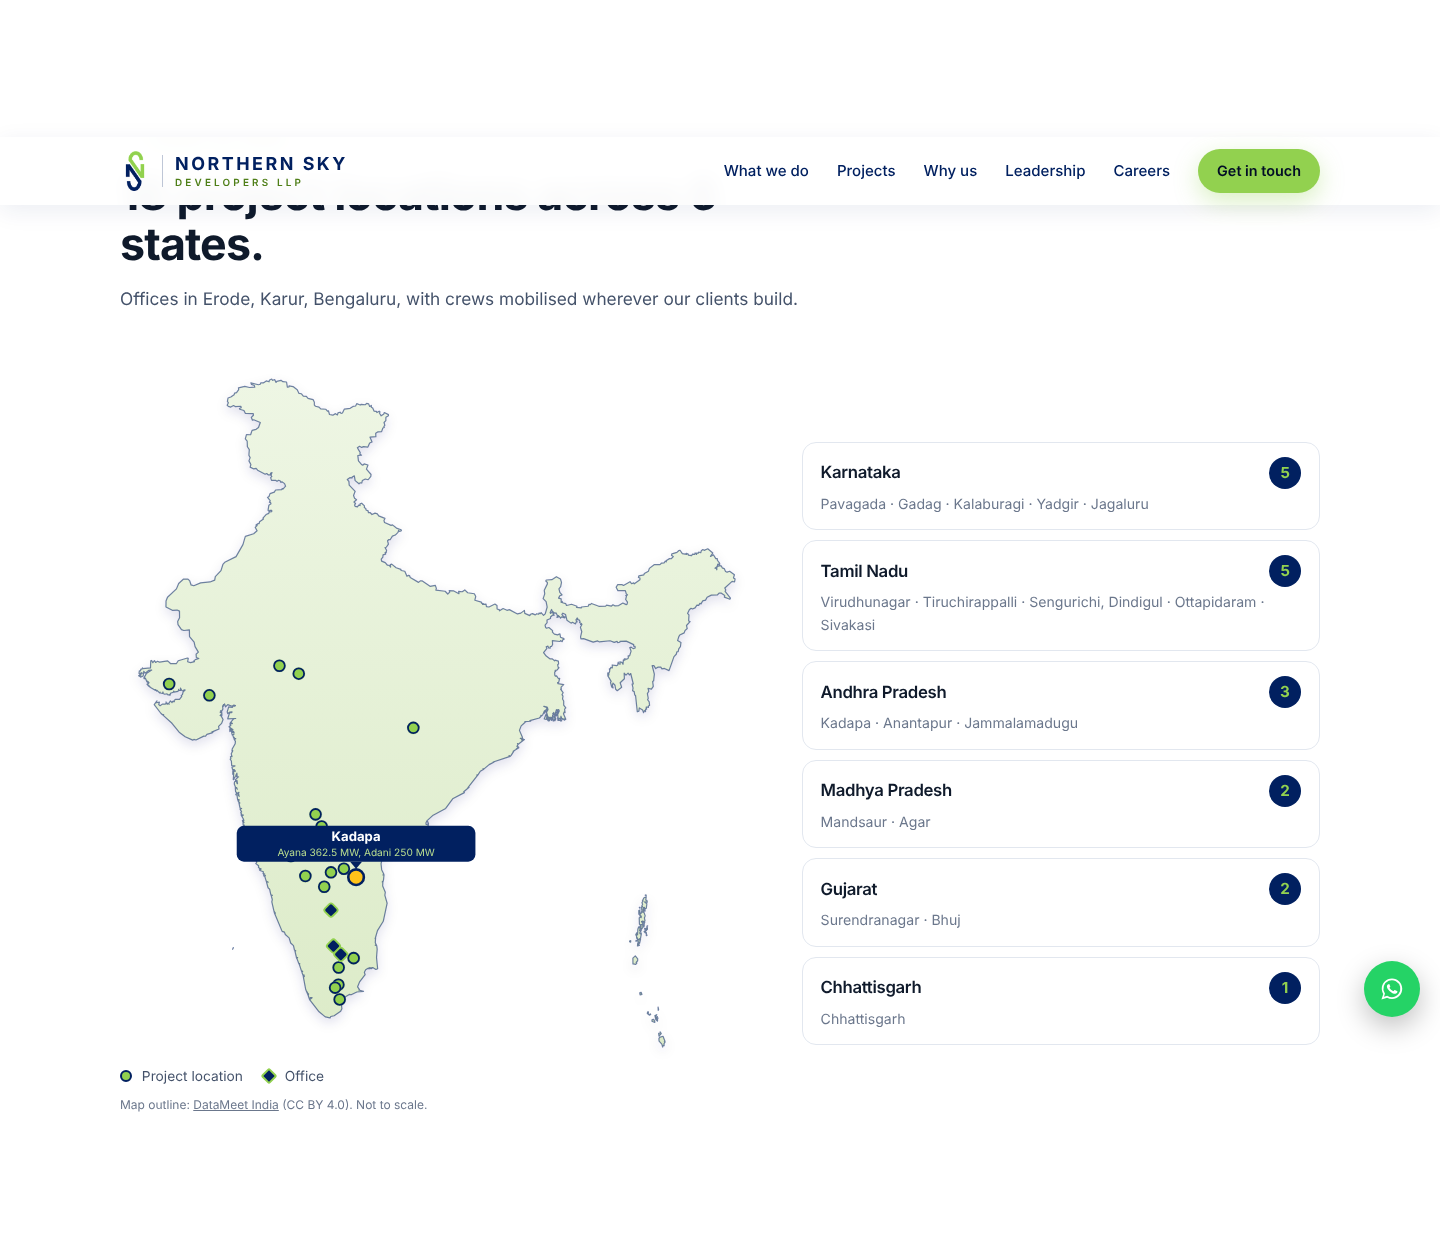 NORTHERN SKY
DEVELOPERS LLP
What we do
Projects
Why us
Leadership
Careers
Get in touch
project locations across
states.
Offices in Erode, Karur, Bengaluru, with crews mobilised wherever our clients build.
Kadapa
Ayana 362.5 MW, Adani 250 MW
Project location
Office
Map outline: DataMeet India (CC BY 4.0). Not to scale.
Karnataka
5
Pavagada · Gadag · Kalaburagi · Yadgir · Jagaluru
Tamil Nadu
5
Virudhunagar · Tiruchirappalli · Sengurichi, Dindigul · Ottapidaram ·
Sivakasi
Andhra Pradesh
3
Kadapa · Anantapur · Jammalamadugu
Madhya Pradesh
2
Mandsaur · Agar
Gujarat
2
Surendranagar · Bhuj
Chhattisgarh
1
Chhattisgarh